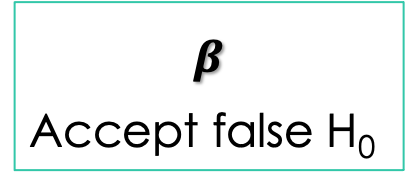 β
Accept false H₀